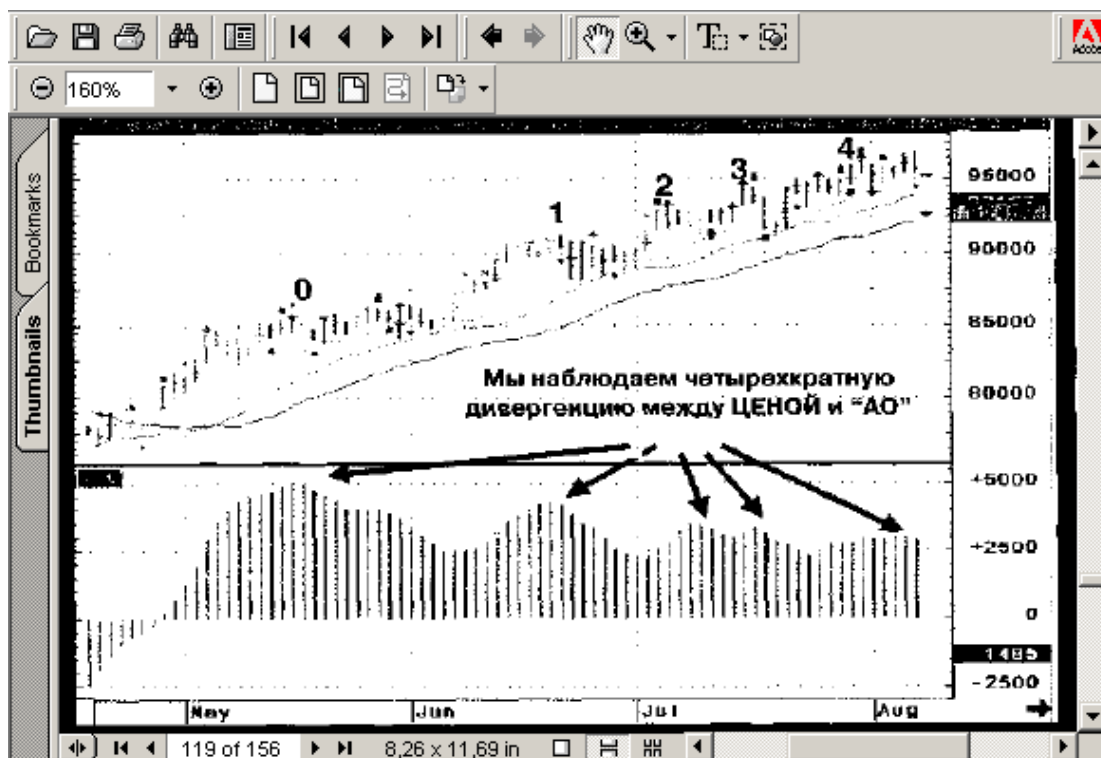 Adobe
160%
Bookmarks
Thumbnails
0
1
2
3
4
95000
90000
85000
80000
Мы наблюдаем четырехкратную
дивергенцию между ЦЕНОЙ и “АО”
+5000
+2500
0
1485
-2500
May
Jun
Jul
Aug
119 of 156
8,26 x 11,69 in